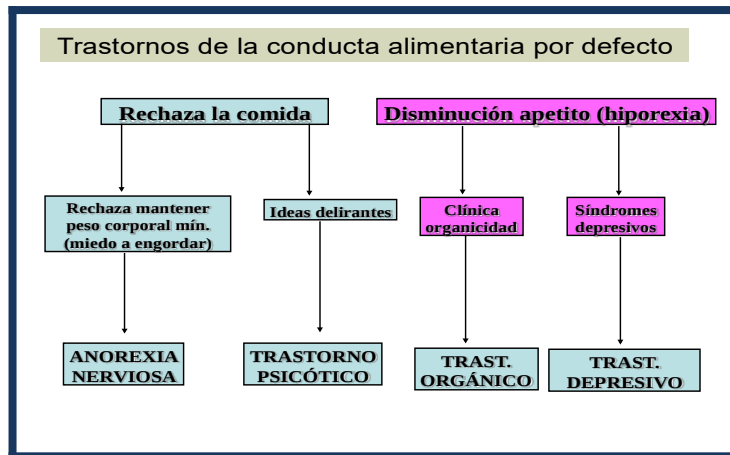 Trastornos de la conducta alimentaria por defecto
Rechaza la comida
Disminución apetito (hiporexia)
Rechaza mantener
peso corporal mín.
(miedo a engordar)
Ideas delirantes
Clínica
organicidad
Síndromes
depresivos
ANOREXIA
NERVIOSA
TRASTORNO
PSICÓTICO
TRAST.
ORGÁNICO
TRAST.
DEPRESIVO